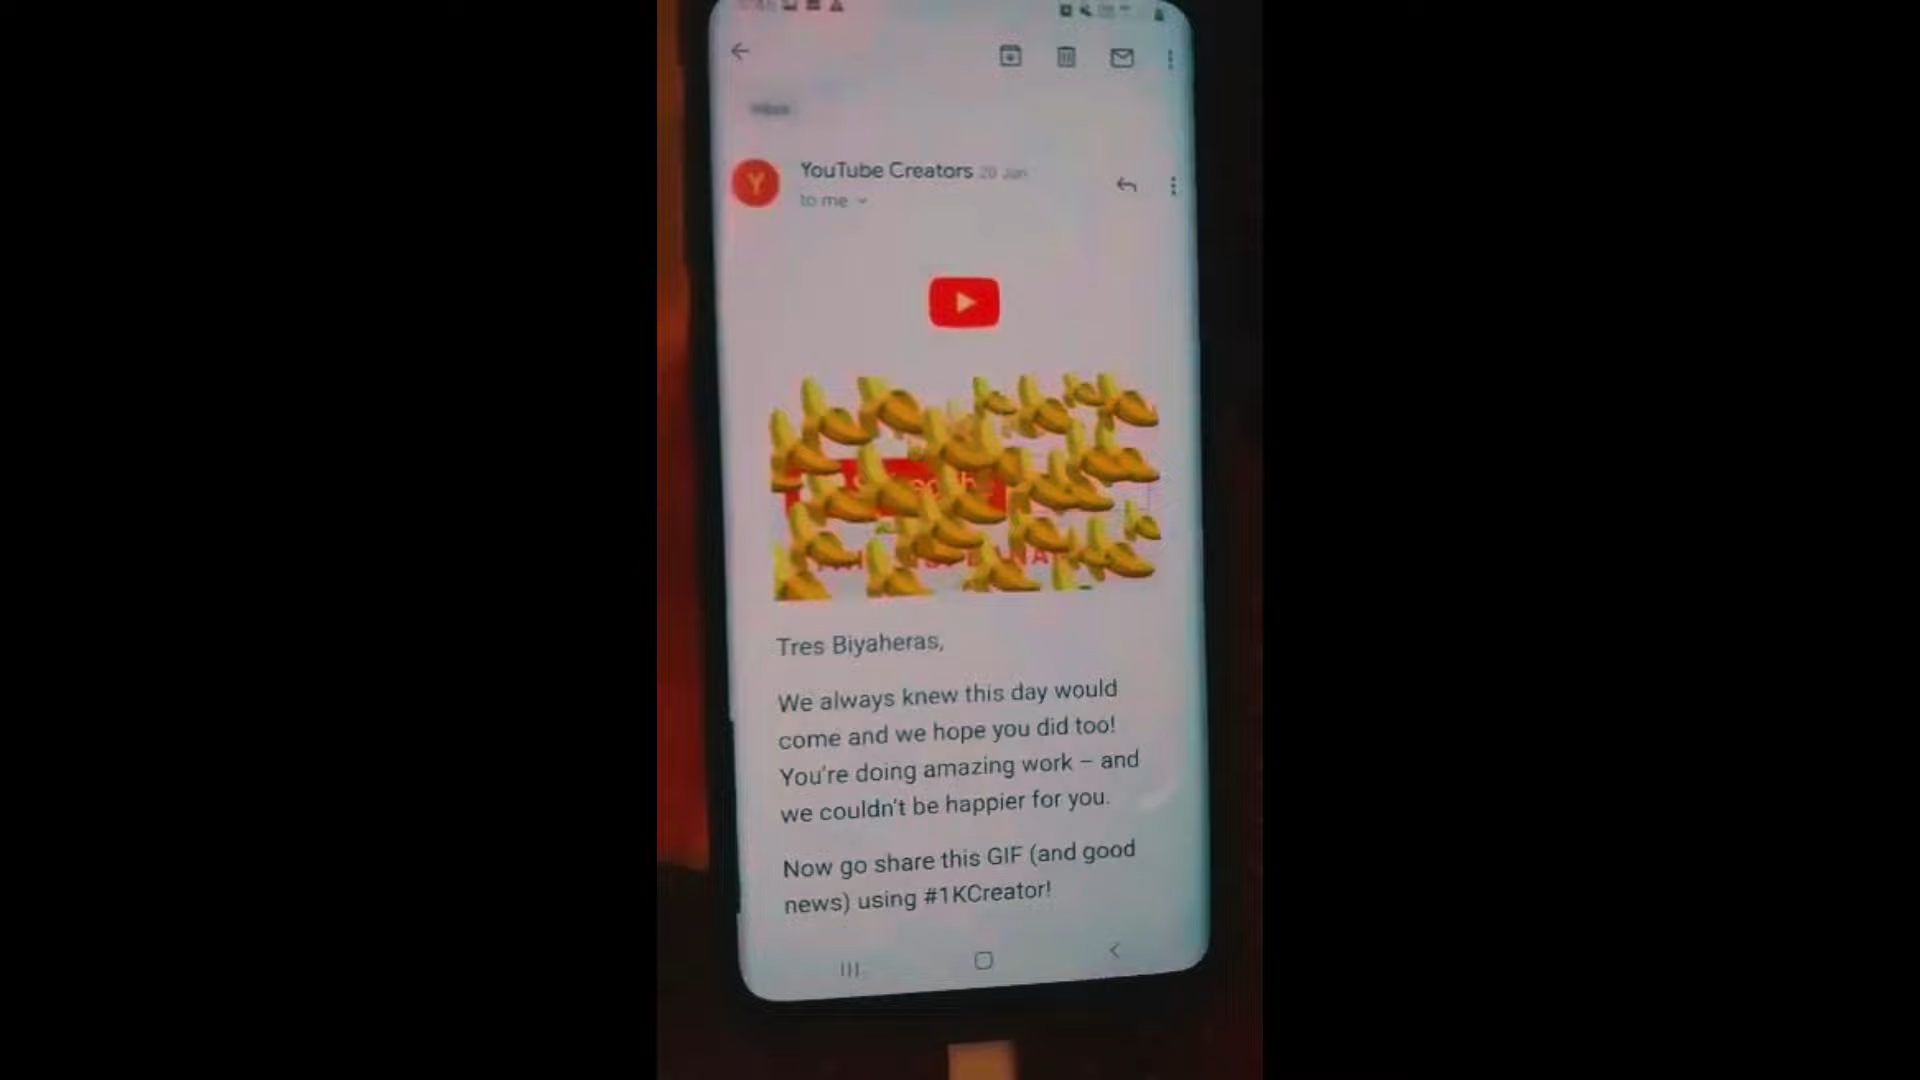 YouTube Creators 20 Jun
to me
Y
Tres Biyaheras,
We always knew this day would
come and we hope you did too!
You're doing amazing work – and
we couldn't be happier for you.
Now go share this GIF (and good
news) using #1KCreator!